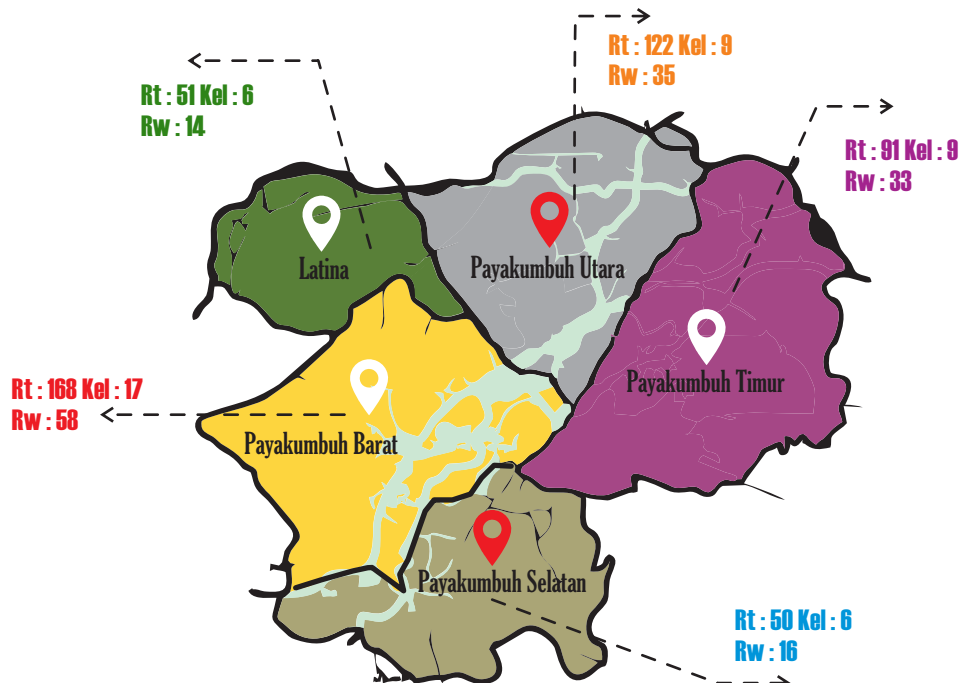 Rt : 122 Kel : 9
Rw : 35
Rt : 51 Kel : 6
Rw : 14
Rt : 91 Kel : 9
Rw : 33
Latina
Payakumbuh Utara
Payakumbuh Timur
Rt : 168 Kel : 17
Rw : 58
Payakumbuh Barat
Payakumbuh Selatan
Rt : 50 Kel : 6
Rw : 16